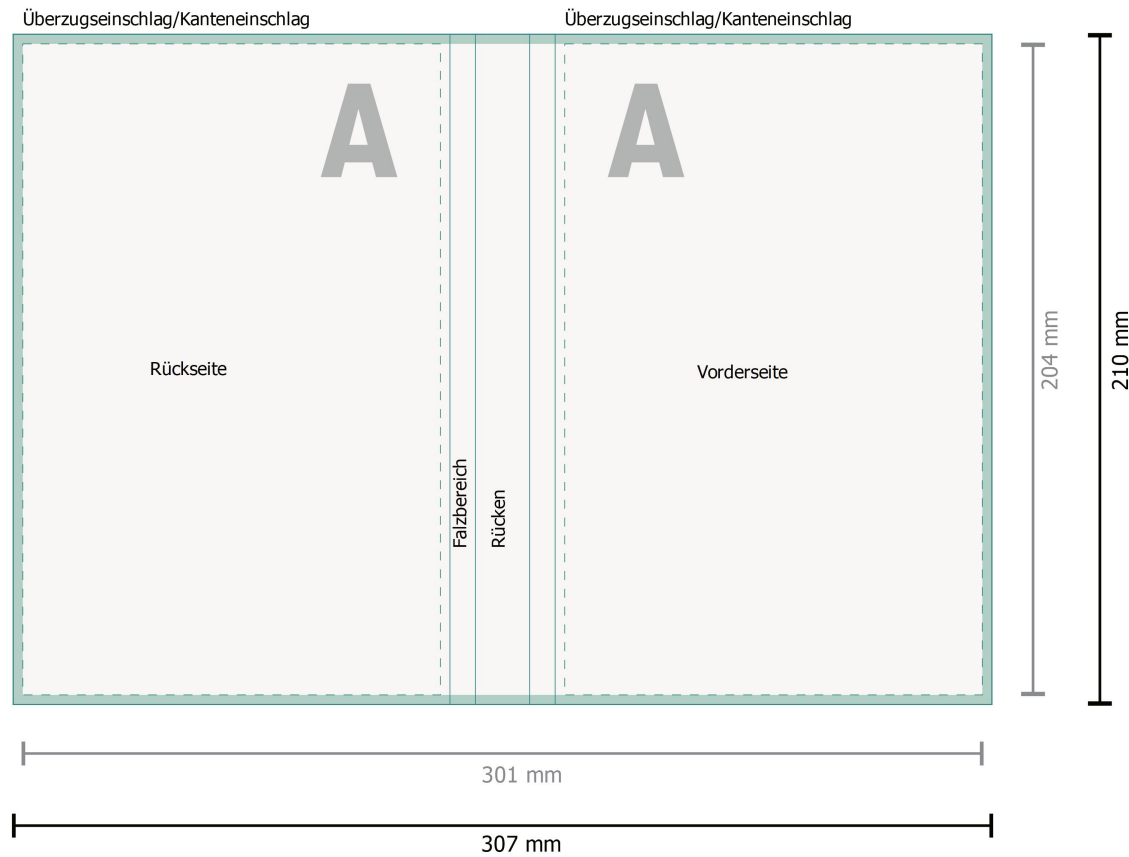 Überzugseinschlag/Kanteneinschlag
Überzugseinschlag/Kanteneinschlag
A
A
Rückseite
Vorderseite
Falzbereich
Rücken
204 mm
210 mm
301 mm
307 mm